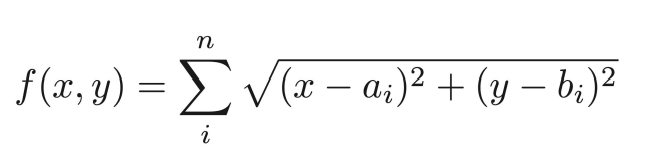 f(x, y) = \sum_{i}^{n} \sqrt{(x - a_i)^2 + (y - b_i)^2}